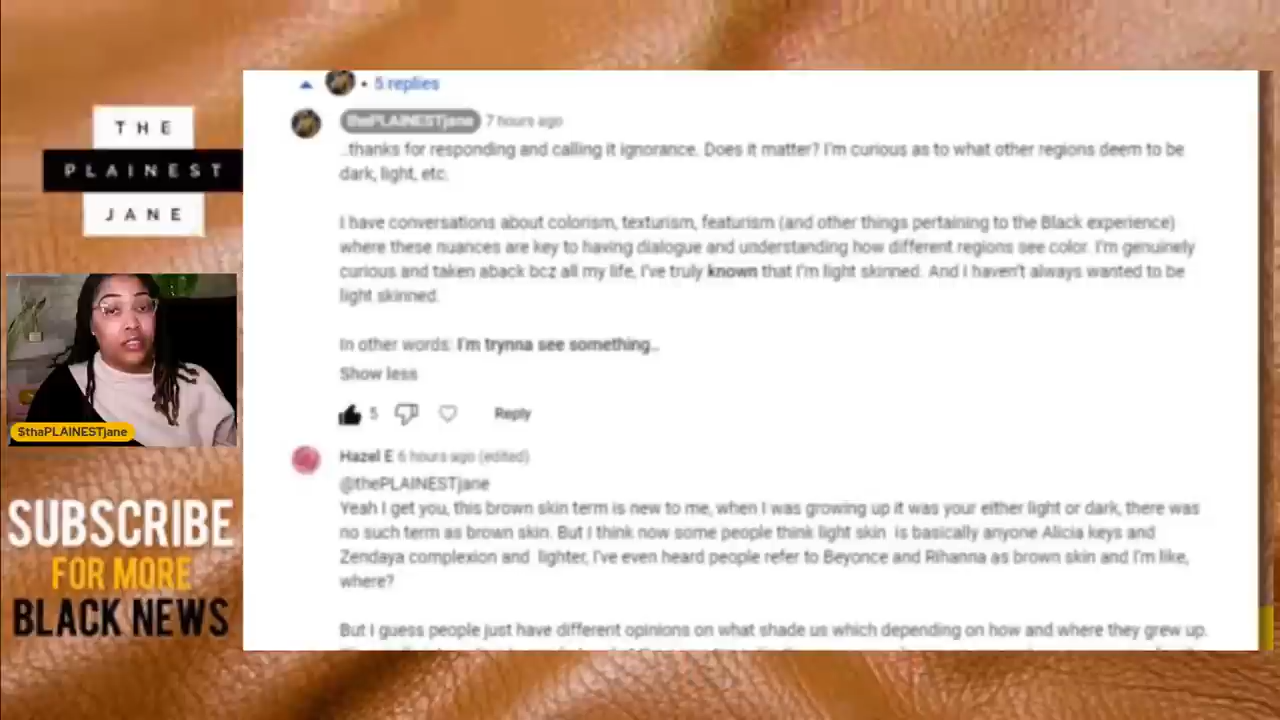 THE
PLAINEST
JANE
$thaPLAINESTjane
SUBSCRIBE
FOR MORE
BLACK NEWS
• 5 replies
thePLAINESTjane 7 hours ago
..thanks for responding and calling it ignorance. Does it matter? I'm curious as to what other regions deem to be
dark, light, etc.
I have conversations about colorism, texturism, featurism (and other things pertaining to the Black experience)
where these nuances are key to having dialogue and understanding how different regions see color. I'm genuinely
curious and taken aback bcz all my life, I've truly known that I'm light skinned. And I haven't always wanted to be
light skinned.
In other words: I'm trynna see something..
Show less
5 Reply
Hazel E 6 hours ago (edited)
@thePLAINESTjane
Yeah I get you, this brown skin term is new to me, when I was growing up it was your either light or dark, there was
no such term as brown skin. But I think now some people think light skin is basically anyone Alicia keys and
Zendaya complexion and lighter, I've even heard people refer to Beyonce and Rihanna as brown skin and I'm like,
where?
But I guess people just have different opinions on what shade us which depending on how and where they grew up.